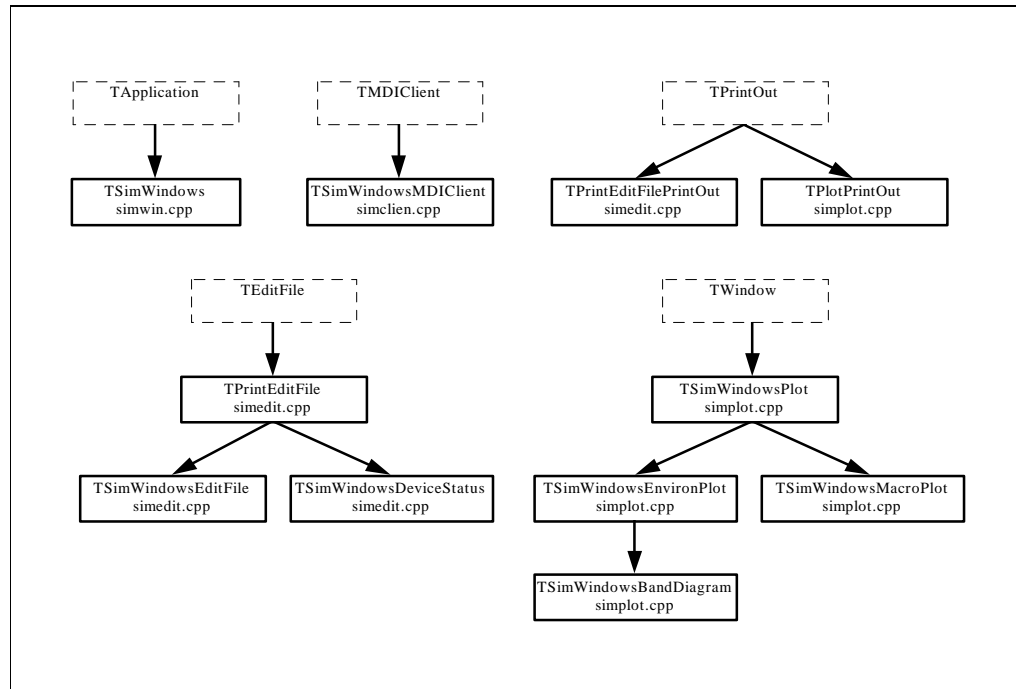 TApplication
TMDIClient
TPrintOut
TSimWindows
simwin.cpp
TSimWindowsMDIClient
simclien.cpp
TPrintEditFilePrintOut
simedit.cpp
TPlotPrintOut
simplot.cpp
TEditFile
TWindow
TPrintEditFile
simedit.cpp
TSimWindowsPlot
simplot.cpp
TSimWindowsEditFile
simedit.cpp
TSimWindowsDeviceStatus
simedit.cpp
TSimWindowsEnvironPlot
simplot.cpp
TSimWindowsMacroPlot
simplot.cpp
TSimWindowsBandDiagram
simplot.cpp